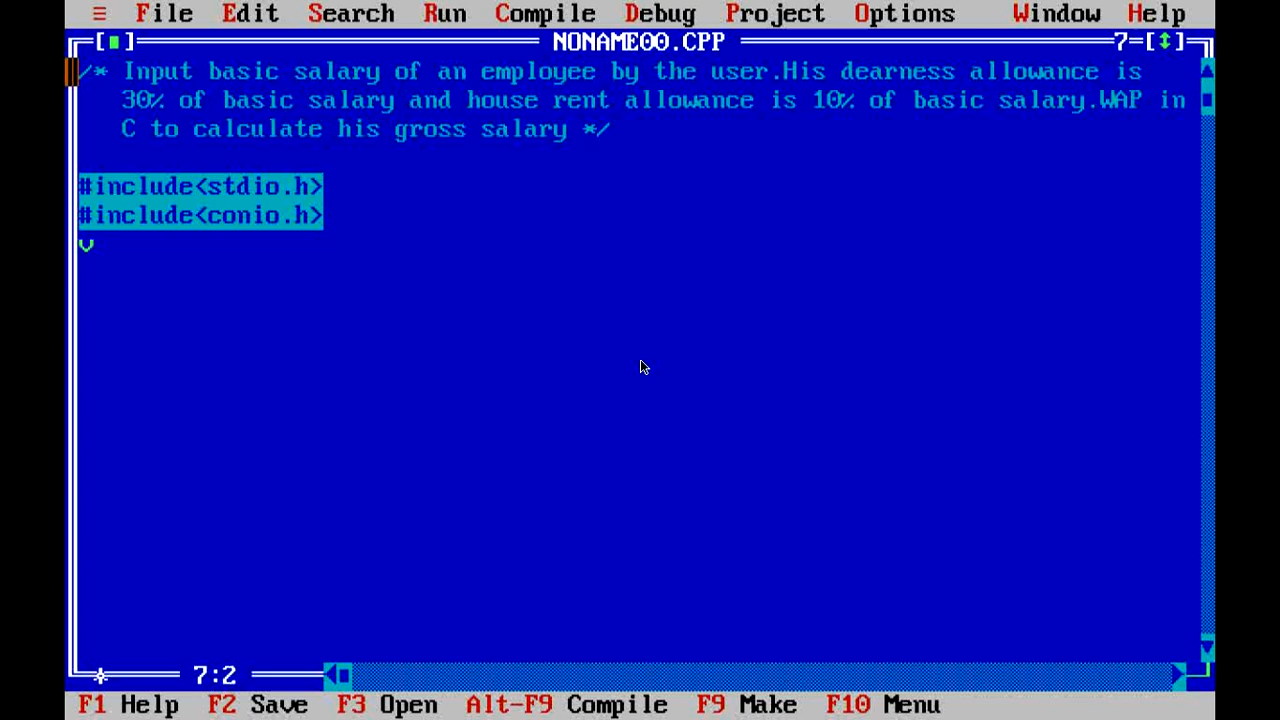 ≡ File Edit Search Run Compile Debug Project Options Window Help
[■] NONAME00.CPP 7=[↕]
/* Input basic salary of an employee by the user.His dearness allowance is
30% of basic salary and house rent allowance is 10% of basic salary.WAP in
C to calculate his gross salary */
#include<stdio.h>
#include<conio.h>
v
* 7:2
F1 Help F2 Save F3 Open Alt-F9 Compile F9 Make F10 Menu